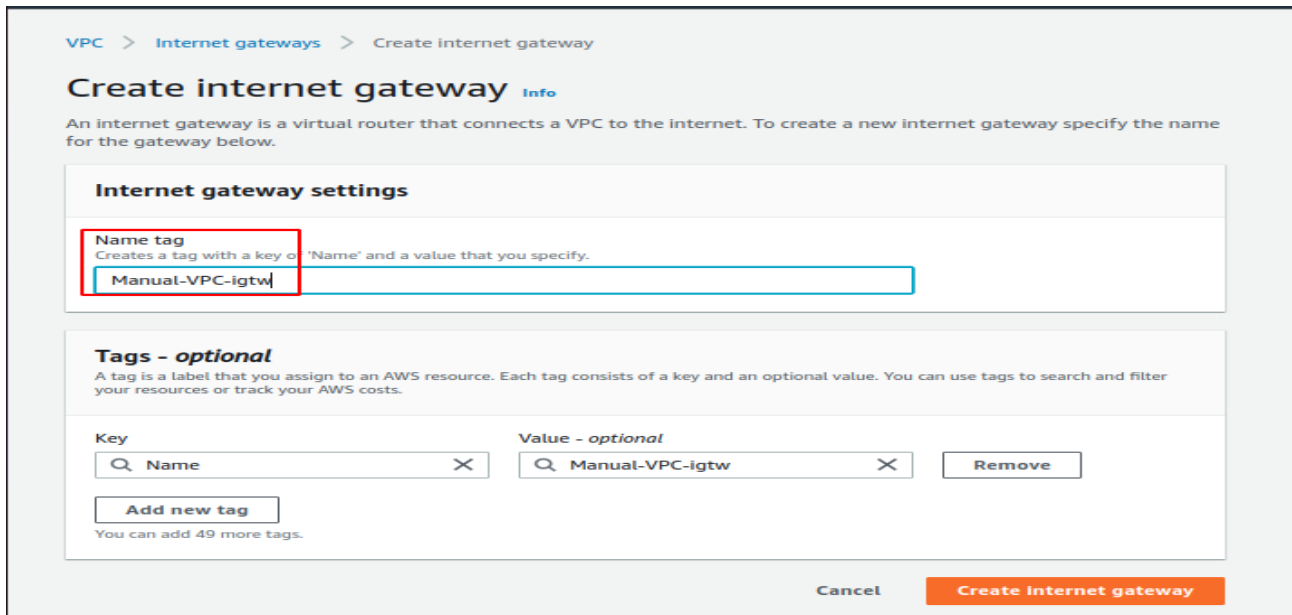 VPC > Internet gateways > Create internet gateway
Create internet gateway Info
An internet gateway is a virtual router that connects a VPC to the internet. To create a new internet gateway specify the name
for the gateway below.
Internet gateway settings
Name tag
Creates a tag with a key of 'Name' and a value that you specify.
Manual-VPC-igtw
Tags - optional
A tag is a label that you assign to an AWS resource. Each tag consists of a key and an optional value. You can use tags to search and filter
your resources or track your AWS costs.
Key Value - optional
Name Manual-VPC-igtw Remove
Add new tag
You can add 49 more tags.
Cancel Create internet gateway